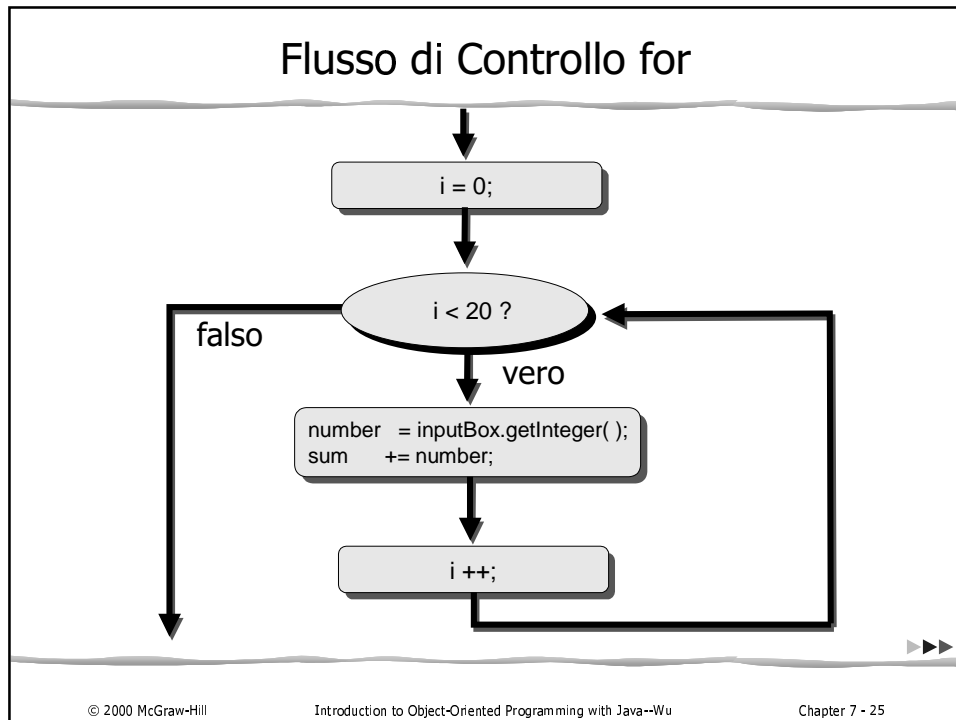 Flusso di Controllo for
i = 0;
i < 20 ?
falso
vero
number = inputBox.getInteger( );
sum += number;
i ++;
© 2000 McGraw-Hill
Introduction to Object-Oriented Programming with Java--Wu
Chapter 7 - 25